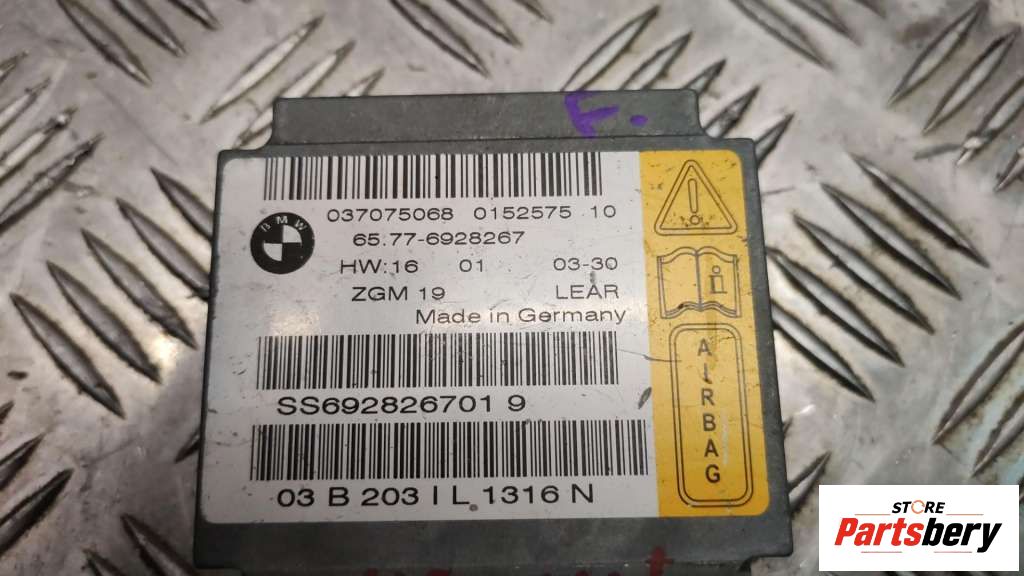 F.
037075068 0152575 10
BMW
65.77-6928267
HW:16 01 03-30
ZGM 19 LEAR
Made in Germany
SS692826701 9
03 B 203 I L 1316 N
AIRBAG
STORE
Partsbery